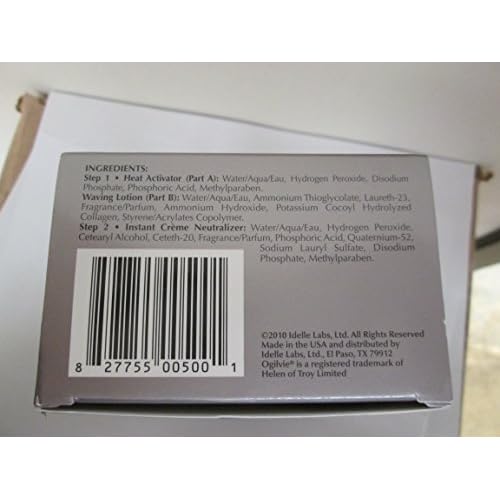 INGREDIENTS:
Step 1 • Heat Activator (Part A): Water/Aqua/Eau, Hydrogen Peroxide, Disodium
Phosphate, Phosphoric Acid, Methylparaben.
Waving Lotion (Part B): Water/Aqua/Eau, Ammonium Thioglycolate, Laureth-23,
Fragrance/Parfum, Ammonium Hydroxide, Potassium Cocoyl Hydrolyzed
Collagen, Styrene/Acrylates Copolymer.
Step 2 • Instant Crème Neutralizer: Water/Aqua/Eau, Hydrogen Peroxide,
Cetearyl Alcohol, Ceteth-20, Fragrance/Parfum, Phosphoric Acid, Quaternium-52,
Sodium Lauryl Sulfate, Disodium
Phosphate, Methylparaben.
8 27755 00500 1
©2010 Idelle Labs, Ltd. All Rights Reserved
Made in the USA and distributed by
Idelle Labs, Ltd., El Paso, TX 79912
Ogilvie® is a registered trademark of
Helen of Troy Limited